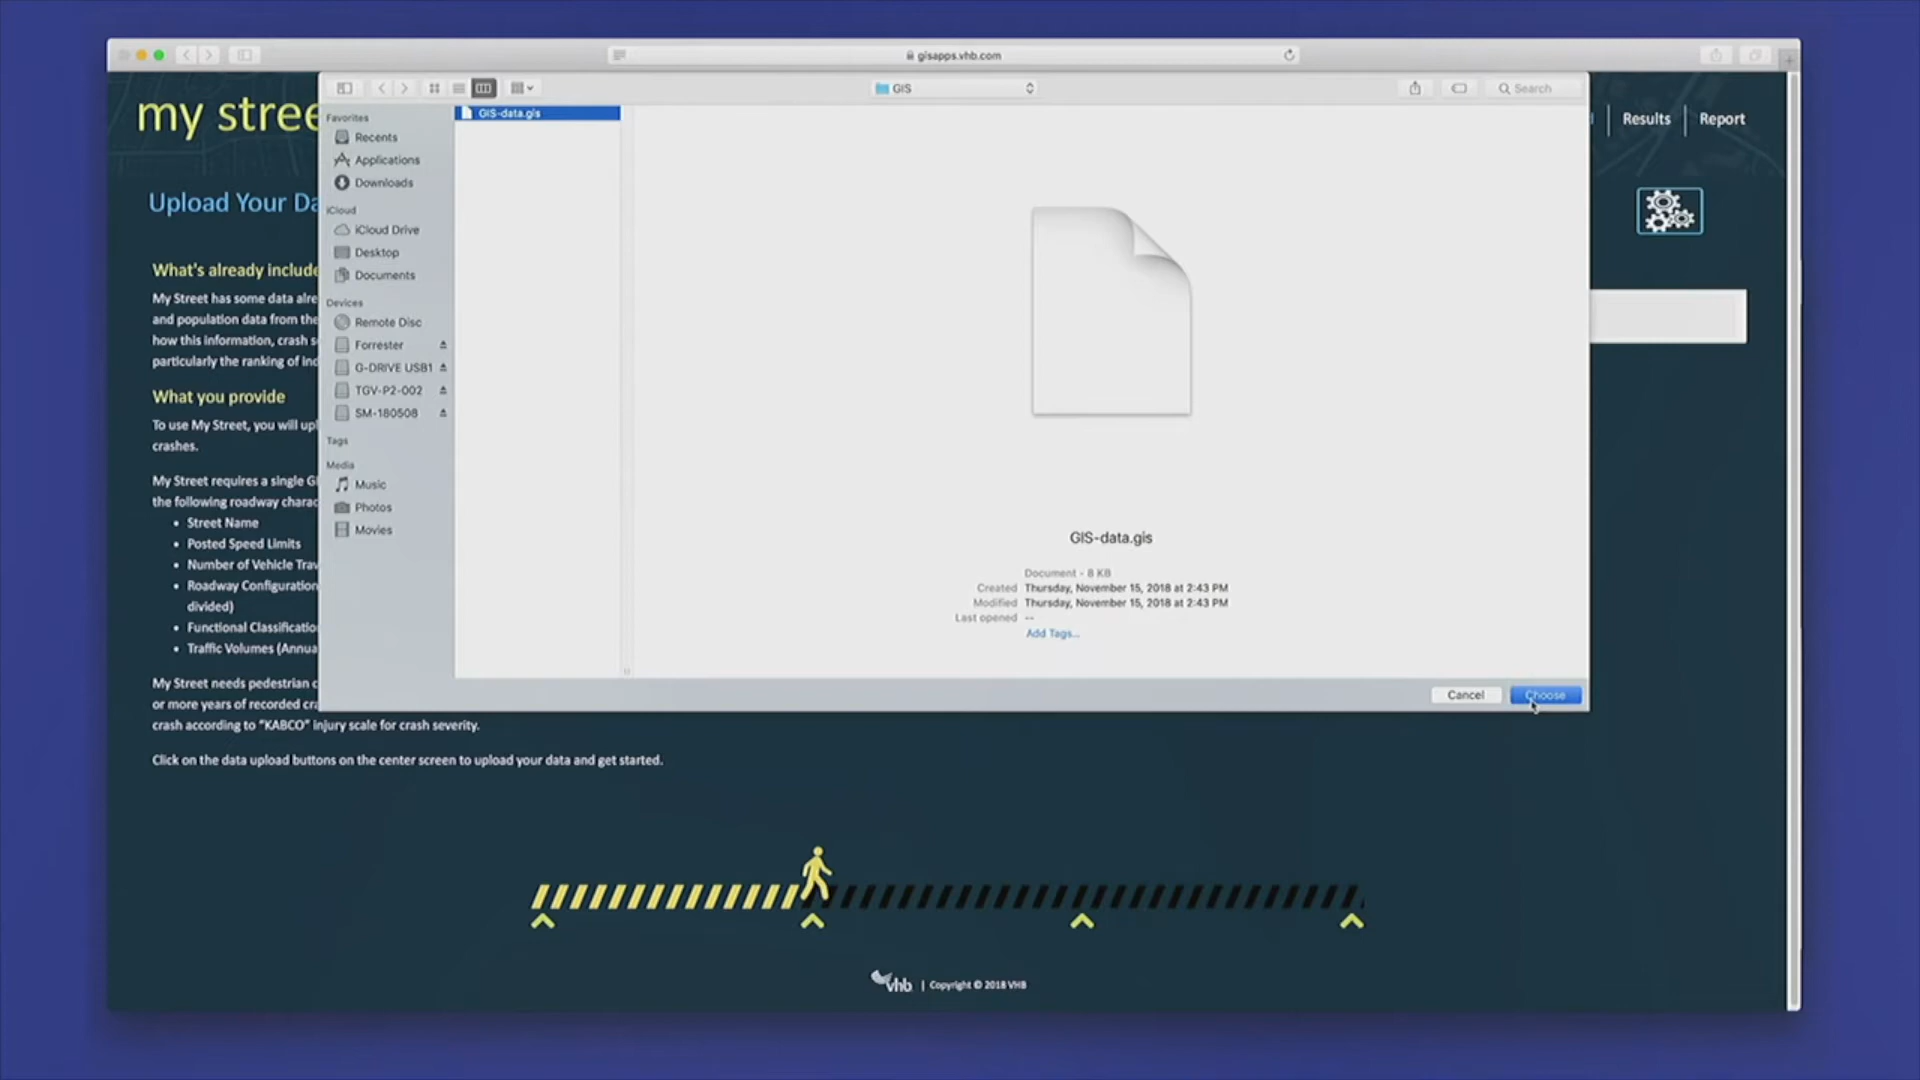 gisapps.vhb.com
GIS
Search
my stree
Results
Report
Upload Your Da
Favorites
Recents
Applications
Downloads
iCloud
iCloud Drive
Desktop
Documents
Devices
Remote Disc
Forrester
G-DRIVE USB1
TGV-P2-002
SM-180508
Tags
Media
Music
Photos
Movies
GIS-data.gis
GIS-data.gis
Document - 8 KB
Created Thursday, November 15, 2018 at 2:43 PM
Modified Thursday, November 15, 2018 at 2:43 PM
Last opened --
Add Tags...
Cancel
Choose
What's already include
My Street has some data alre
and population data from the
how this information, crash s
particularly the ranking of ind
What you provide
To use My Street, you will upl
crashes.
My Street requires a single GI
the following roadway charac
• Street Name
• Posted Speed Limits
• Number of Vehicle Trav
• Roadway Configuration
divided)
• Functional Classificatio
• Traffic Volumes (Annua
My Street needs pedestrian c
or more years of recorded cra
crash according to "KABCO" injury scale for crash severity.
Click on the data upload buttons on the center screen to upload your data and get started.
vhb | Copyright © 2018 VHB